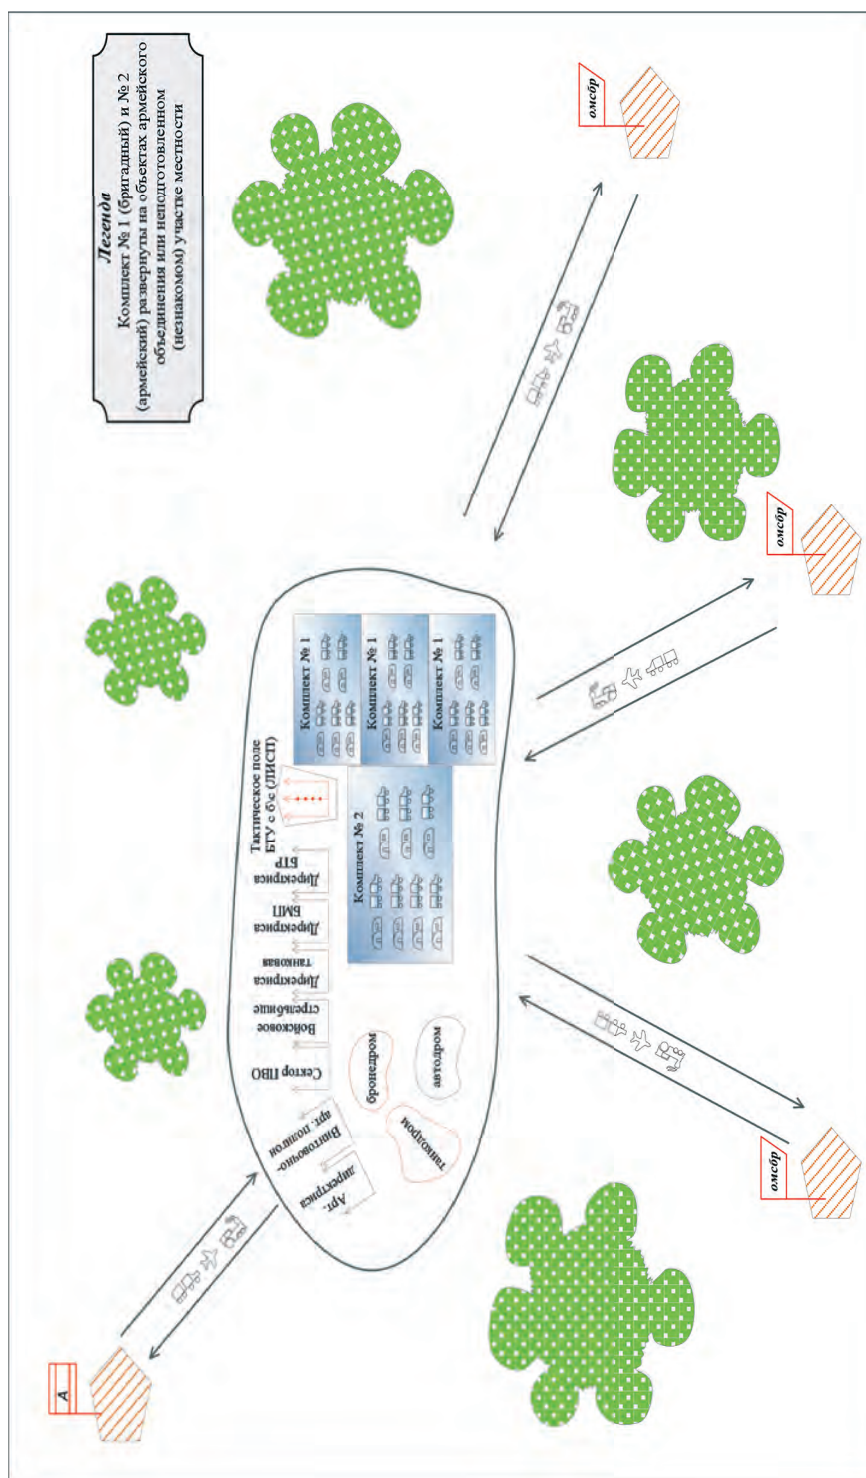 Легенда
Комплект № 1 (бригадный) и № 2
(армейский) развернуты на объектах армейского
объединения или неподготовленном
(незнакомом) участке местности
омсбр
омсбр
омсбр
А
Тактическое поле
БГУ с б\с (ЛИСП)
Директриса
БТР
Директриса
БМП
Директриса
танковая
Войсковое
стрельбище
Сектор ПВО
Винтовочно-
арт. полигон
Арт.
директриса
Комплект № 1
Комплект № 1
Комплект № 1
Комплект № 2
бронедром
автодром
танкодром